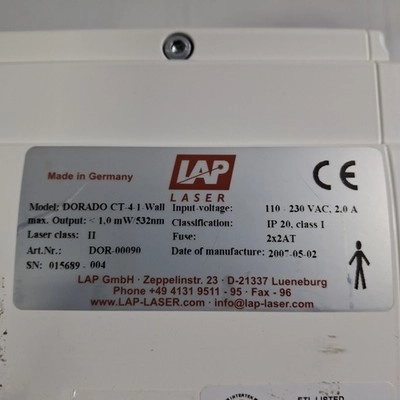 Made in Germany
LAP
LASER
CE
Model: DORADO CT-4-1-Wall Input voltage: 110 - 230 VAC, 2,0 A
max. Output: < 1,0 mW/532nm Classification: IP 20, class I
Laser class: II Fuse: 2x2AT
Art.Nr.: DOR-00090 Date of manufacture: 2007-05-02
SN: 015689 - 004
LAP GmbH · Zeppelinstr. 23 · D-21337 Lueneburg
Phone +49 4131 9511 - 95 · Fax - 96
www.LAP-LASER.com · info@lap-laser.com
ETL LISTED